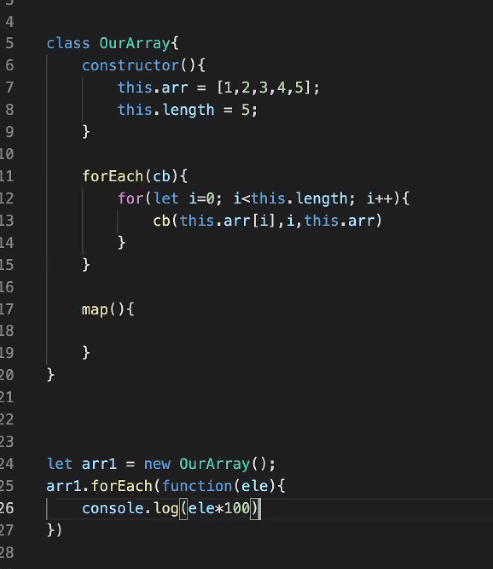 4
5 class OurArray{
6     constructor(){
7         this.arr = [1,2,3,4,5];
8         this.length = 5;
9     }
10
11     forEach(cb){
12         for(let i=0; i<this.length; i++){
13             cb(this.arr[i],i,this.arr)
14         }
15     }
16
17     map(){
18
19     }
20 }
21
22
23
24 let arr1 = new OurArray();
25 arr1.forEach(function(ele){
26     console.log(ele*100)
27 })
28